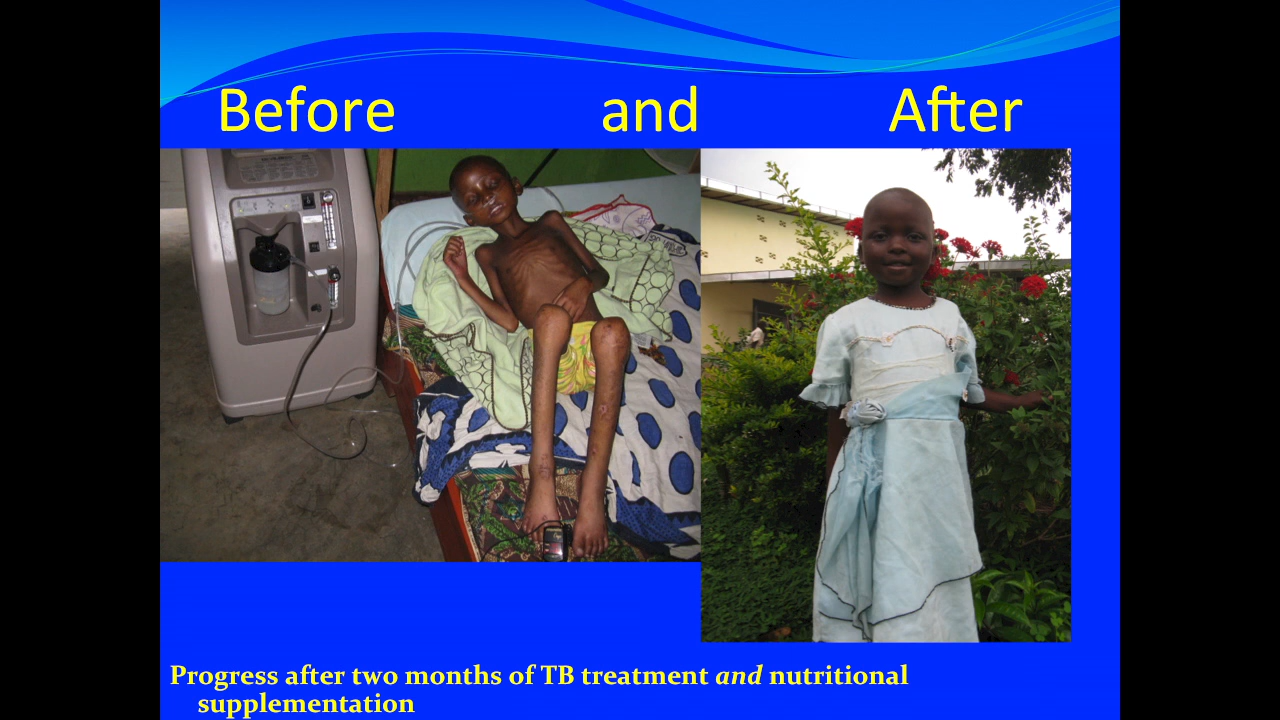 Before and After
Progress after two months of TB treatment and nutritional
supplementation